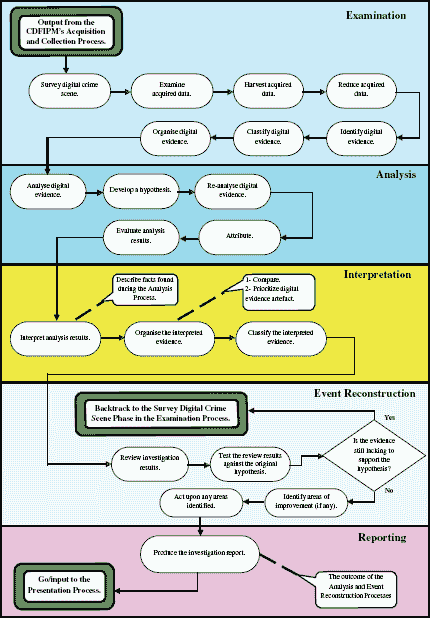 Examination
Output from the
CDFIPM's Acquisition
and Collection Process.
Survey digital crime
scene.
Examine
acquired data.
Harvest acquired
data.
Reduce acquired
data.
Identify digital
evidence.
Classify digital
evidence.
Organise digital
evidence.
Analysis
Analyse digital
evidence.
Develop a hypothesis.
Re-analyse digital
evidence.
Attribute.
Evaluate analysis
results.
Interpretation
Describe facts found
during the Analysis
Process.
1- Compare.
2- Prioritize digital
evidence artefact.
Interpret analysis results.
Organise the interpreted
evidence.
Classify the interpreted
evidence.
Event Reconstruction
Backtrack to the Survey Digital Crime
Scene Phase in the Examination Process.
Yes
Review investigation
results.
Test the review results
against the original
hypothesis.
Is the evidence
still lacking to
support the
hypothesis?
No
Identify areas of
improvement (if any).
Act upon any areas
identified.
Reporting
Produce the investigation report.
Go/input to the
Presentation Process.
The outcome of the
Analysis and Event
Reconstruction Processes